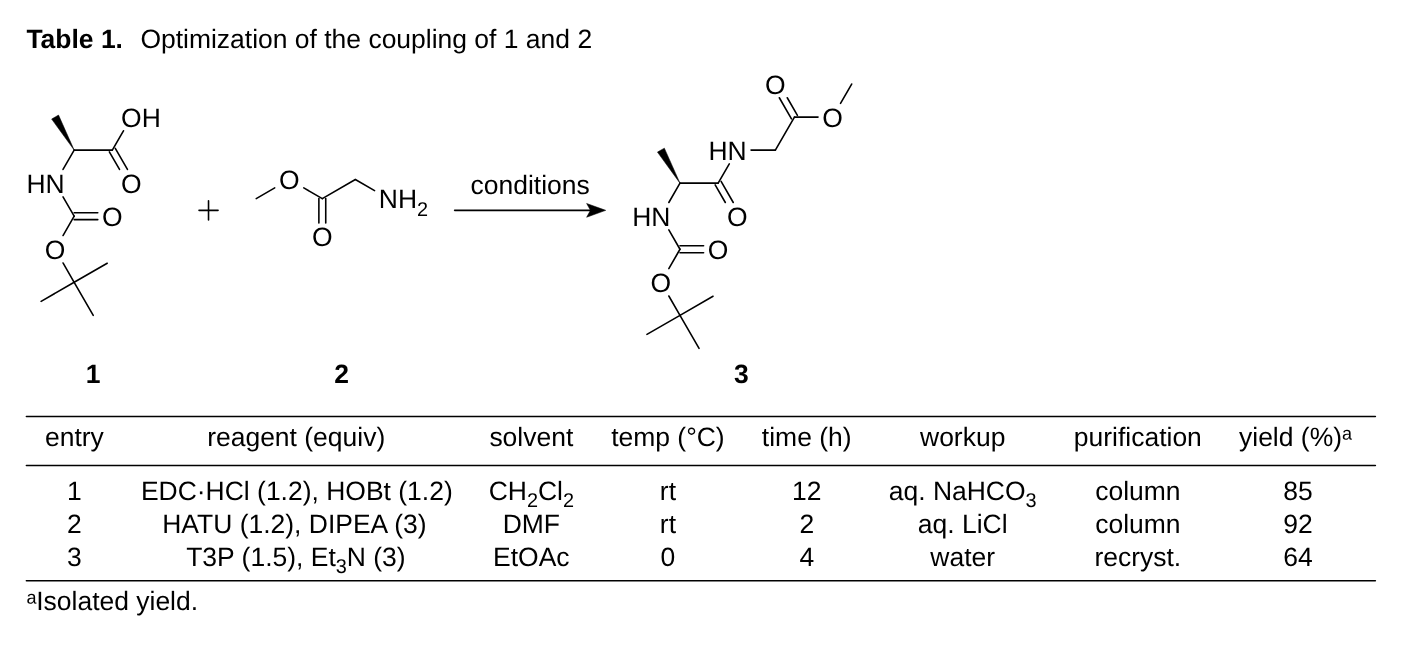 Table 1. Optimization of the coupling of 1 and 2
O
OH
O
HN
O
O
O
O
NH₂
conditions
O
O
HN
O
HN
O
O
+
1
2
3
entry reagent (equiv) solvent temp (°C) time (h) workup purification yield (%)ᵃ
1 EDC·HCl (1.2), HOBt (1.2) CH₂Cl₂ rt 12 aq. NaHCO₃ column 85
2 HATU (1.2), DIPEA (3) DMF rt 2 aq. LiCl column 92
3 T3P (1.5), Et₃N (3) EtOAc 0 4 water recryst. 64
ᵃIsolated yield.